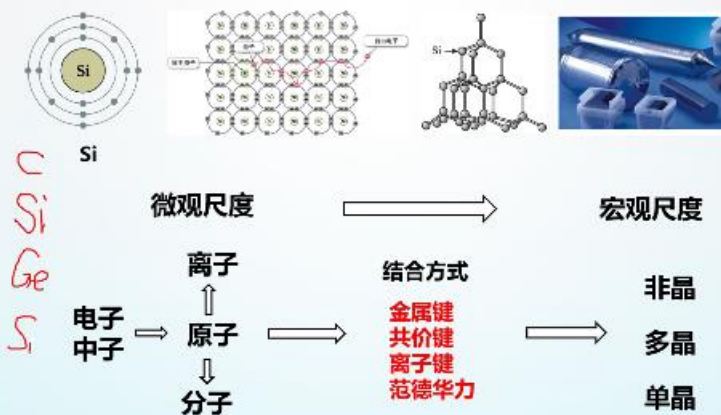 Si
Si
Si
微观尺度
宏观尺度
C
Si
Ge
S
电子
中子
离子
原子
分子
结合方式
金属键
共价键
离子键
范德华力
非晶
多晶
单晶